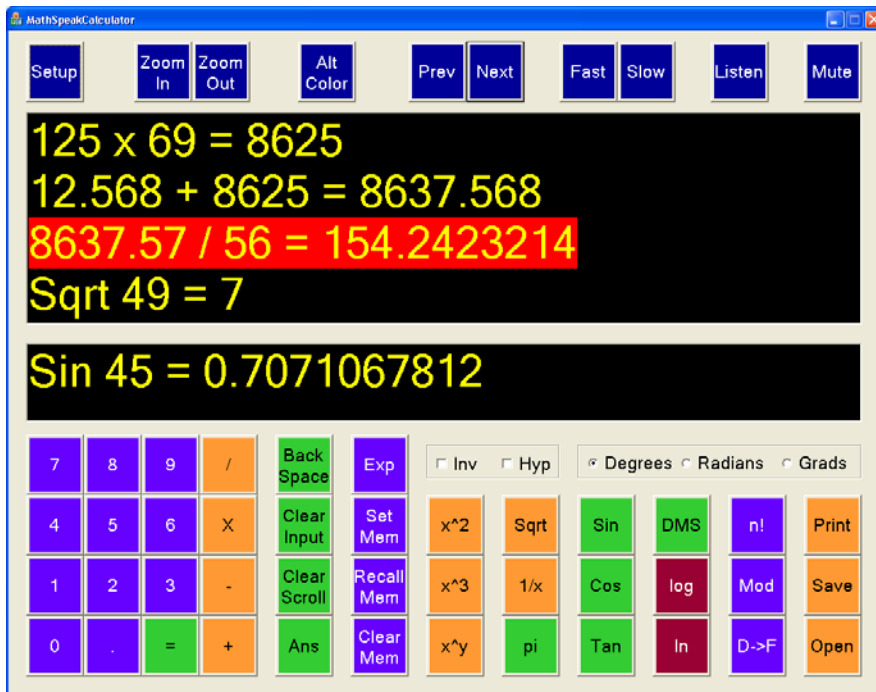 MathSpeakCalculator
Setup Zoom In Zoom Out Alt Color Prev Next Fast Slow Listen Mute
125 x 69 = 8625
12.568 + 8625 = 8637.568
8637.57 / 56 = 154.2423214
Sqrt 49 = 7
Sin 45 = 0.7071067812
7 8 9 / Back Space Exp Inv Hyp Degrees Radians Grads
4 5 6 X Clear Input Set Mem x^2 Sqrt Sin DMS n! Print
1 2 3 - Clear Scroll Recall Mem x^3 1/x Cos log Mod Save
0 . = + Ans Clear Mem x^y pi Tan ln D->F Open